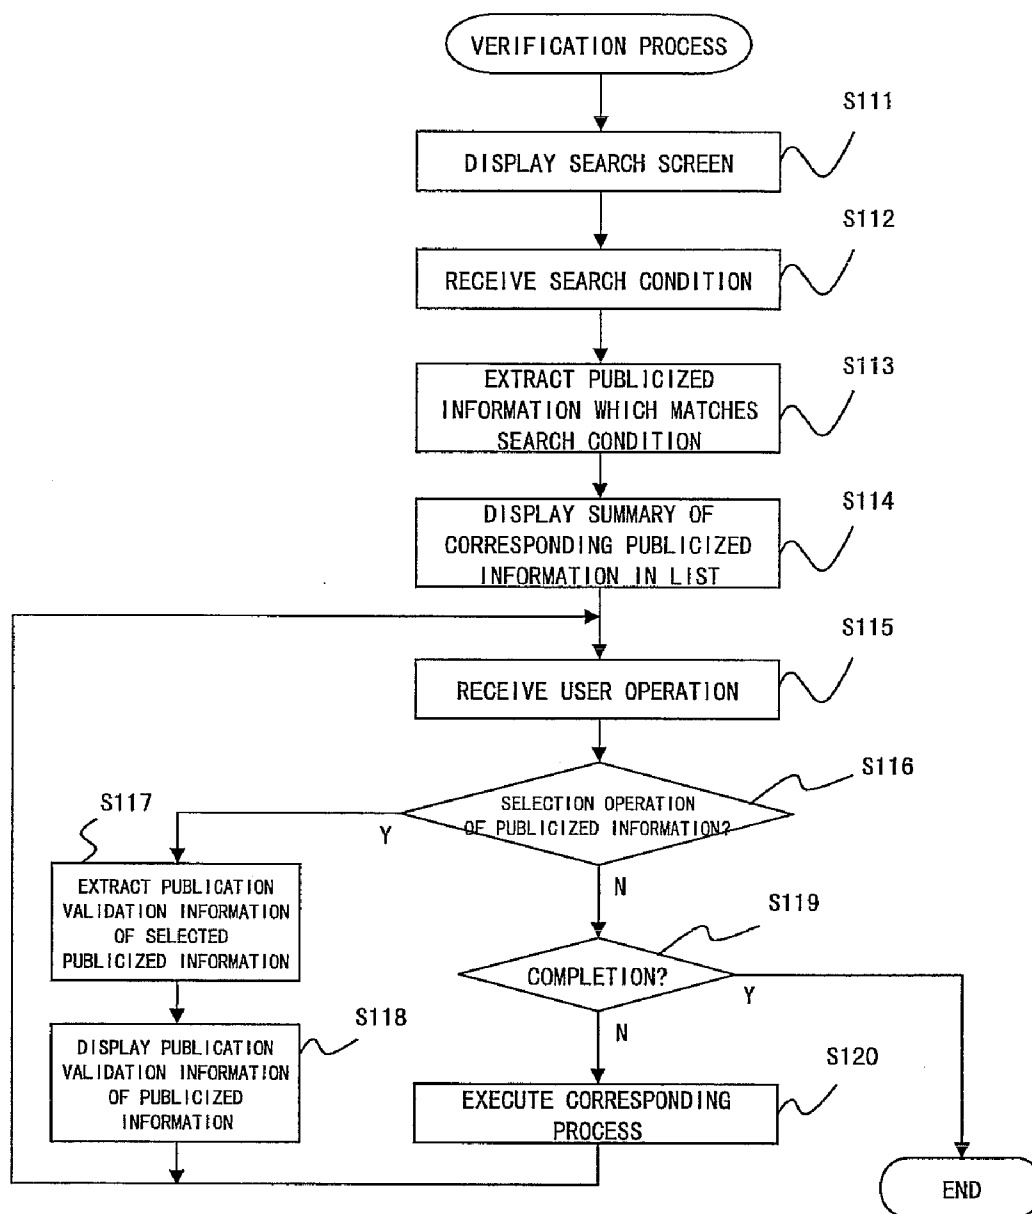 VERIFICATION PROCESS
S111
DISPLAY SEARCH SCREEN
S112
RECEIVE SEARCH CONDITION
S113
EXTRACT PUBLICIZED
INFORMATION WHICH MATCHES
SEARCH CONDITION
S114
DISPLAY SUMMARY OF
CORRESPONDING PUBLICIZED
INFORMATION IN LIST
S115
RECEIVE USER OPERATION
S116
SELECTION OPERATION
OF PUBLICIZED INFORMATION?
Y
N
S117
EXTRACT PUBLICATION
VALIDATION INFORMATION
OF SELECTED
PUBLICIZED INFORMATION
S118
DISPLAY PUBLICATION
VALIDATION INFORMATION
OF PUBLICIZED
INFORMATION
S119
COMPLETION?
Y
N
S120
EXECUTE CORRESPONDING
PROCESS
END